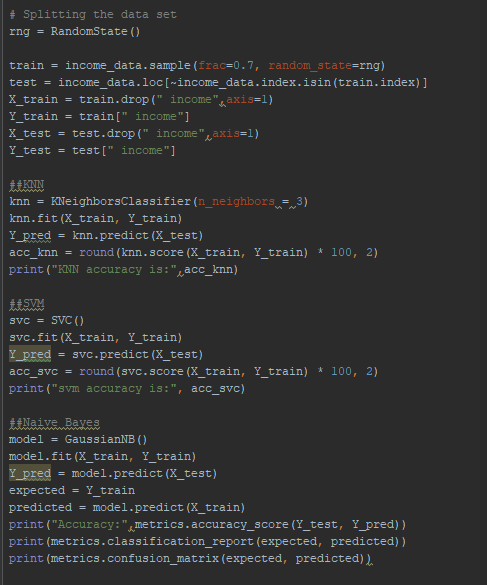 # Splitting the data set
rng = RandomState()
train = income_data.sample(frac=0.7, random_state=rng)
test = income_data.loc[~income_data.index.isin(train.index)]
X_train = train.drop(" income",axis=1)
Y_train = train[" income"]
X_test = test.drop(" income",axis=1)
Y_test = test[" income"]
##KNN
knn = KNeighborsClassifier(n_neighbors = 3)
knn.fit(X_train, Y_train)
Y_pred = knn.predict(X_test)
acc_knn = round(knn.score(X_train, Y_train) * 100, 2)
print("KNN accuracy is:",acc_knn)
##SVM
svc = SVC()
svc.fit(X_train, Y_train)
Y_pred = svc.predict(X_test)
acc_svc = round(svc.score(X_train, Y_train) * 100, 2)
print("svm accuracy is:", acc_svc)
##Naive Bayes
model = GaussianNB()
model.fit(X_train, Y_train)
Y_pred = model.predict(X_test)
expected = Y_train
predicted = model.predict(X_train)
print("Accuracy:",metrics.accuracy_score(Y_test, Y_pred))
print(metrics.classification_report(expected, predicted))
print(metrics.confusion_matrix(expected, predicted))